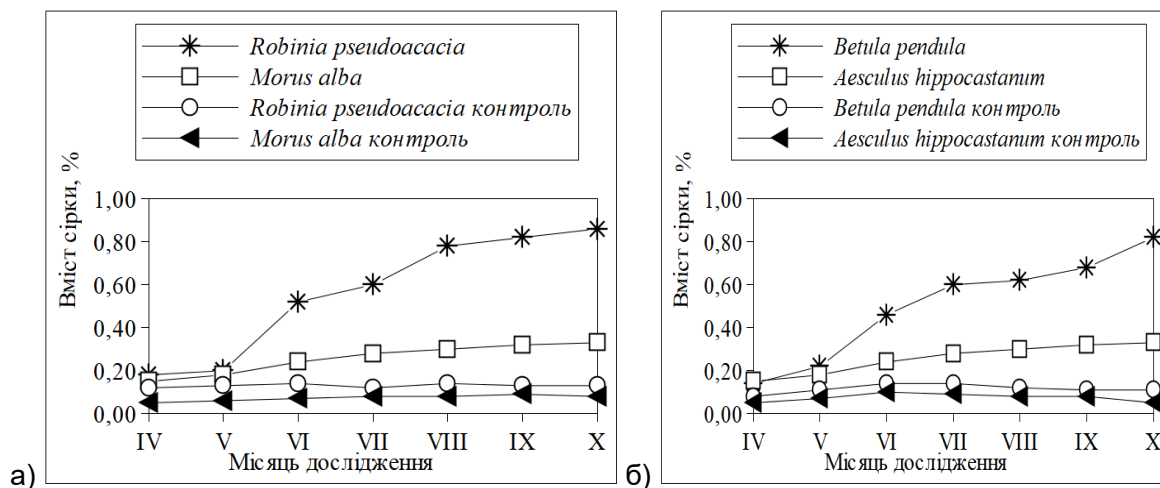 Robinia pseudoacacia
Morus alba
Robinia pseudoacacia контроль
Morus alba контроль
Вміст сірки, %
1,00
0,80
0,60
0,40
0,20
0,00
IV V VI VII VIII IX X
Місяць дослідження
а)
Betula pendula
Aesculus hippocastanum
Betula pendula контроль
Aesculus hippocastanum контроль
Вміст сірки, %
1,00
0,80
0,60
0,40
0,20
0,00
IV V VI VII VIII IX X
Місяць дослідження
б)